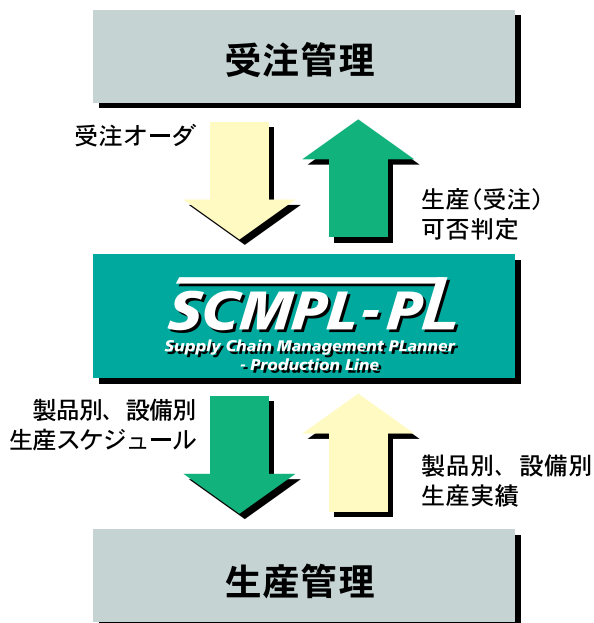 受注管理
受注オーダ
生産（受注）
可否判定
SCMPL-PL
Supply Chain Management PLanner
- Production Line
製品別、設備別
生産スケジュール
製品別、設備別
生産実績
生産管理